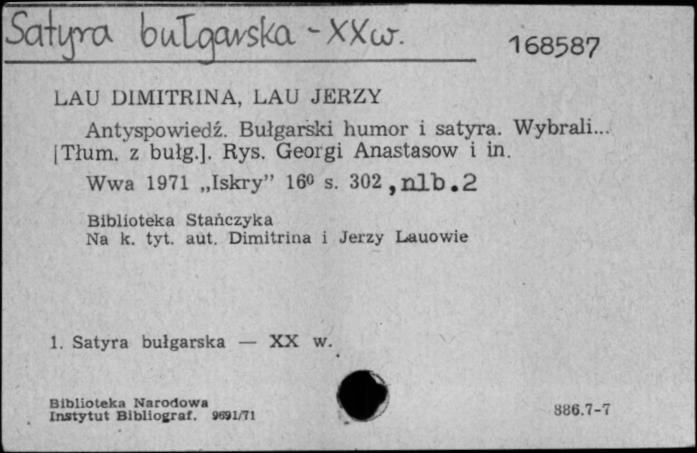 Satyra bułgarska - XX w.
168587
LAU DIMITRINA, LAU JERZY
Antyspowiedź. Bułgarski humor i satyra. Wybrali...
[Tłum. z bułg.]. Rys. Georgi Anastasow i in.
Wwa 1971 „Iskry” 16⁰ s. 302, nlb.2
Biblioteka Stańczyka
Na k. tyt. aut. Dimitrina i Jerzy Lauowie
1. Satyra bułgarska — XX w.
Biblioteka Narodowa
Instytut Bibliograf. 9691/71
886.7-7